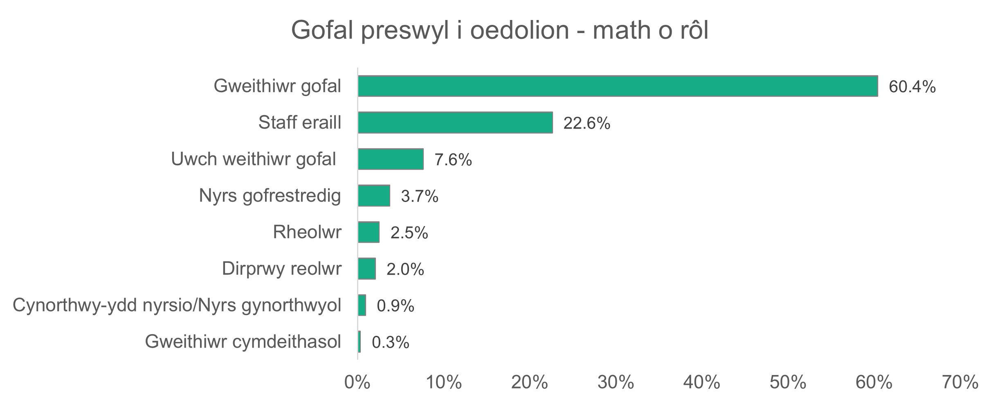 Gofal preswyl i oedolion - math o rôl
Gweithiwr gofal 60.4%
Staff eraill 22.6%
Uwch weithiwr gofal 7.6%
Nyrs gofrestredig 3.7%
Rheolwr 2.5%
Dirprwy reolwr 2.0%
Cynorthwy-ydd nyrsio/Nyrs gynorthwyol 0.9%
Gweithiwr cymdeithasol 0.3%
0% 10% 20% 30% 40% 50% 60% 70%